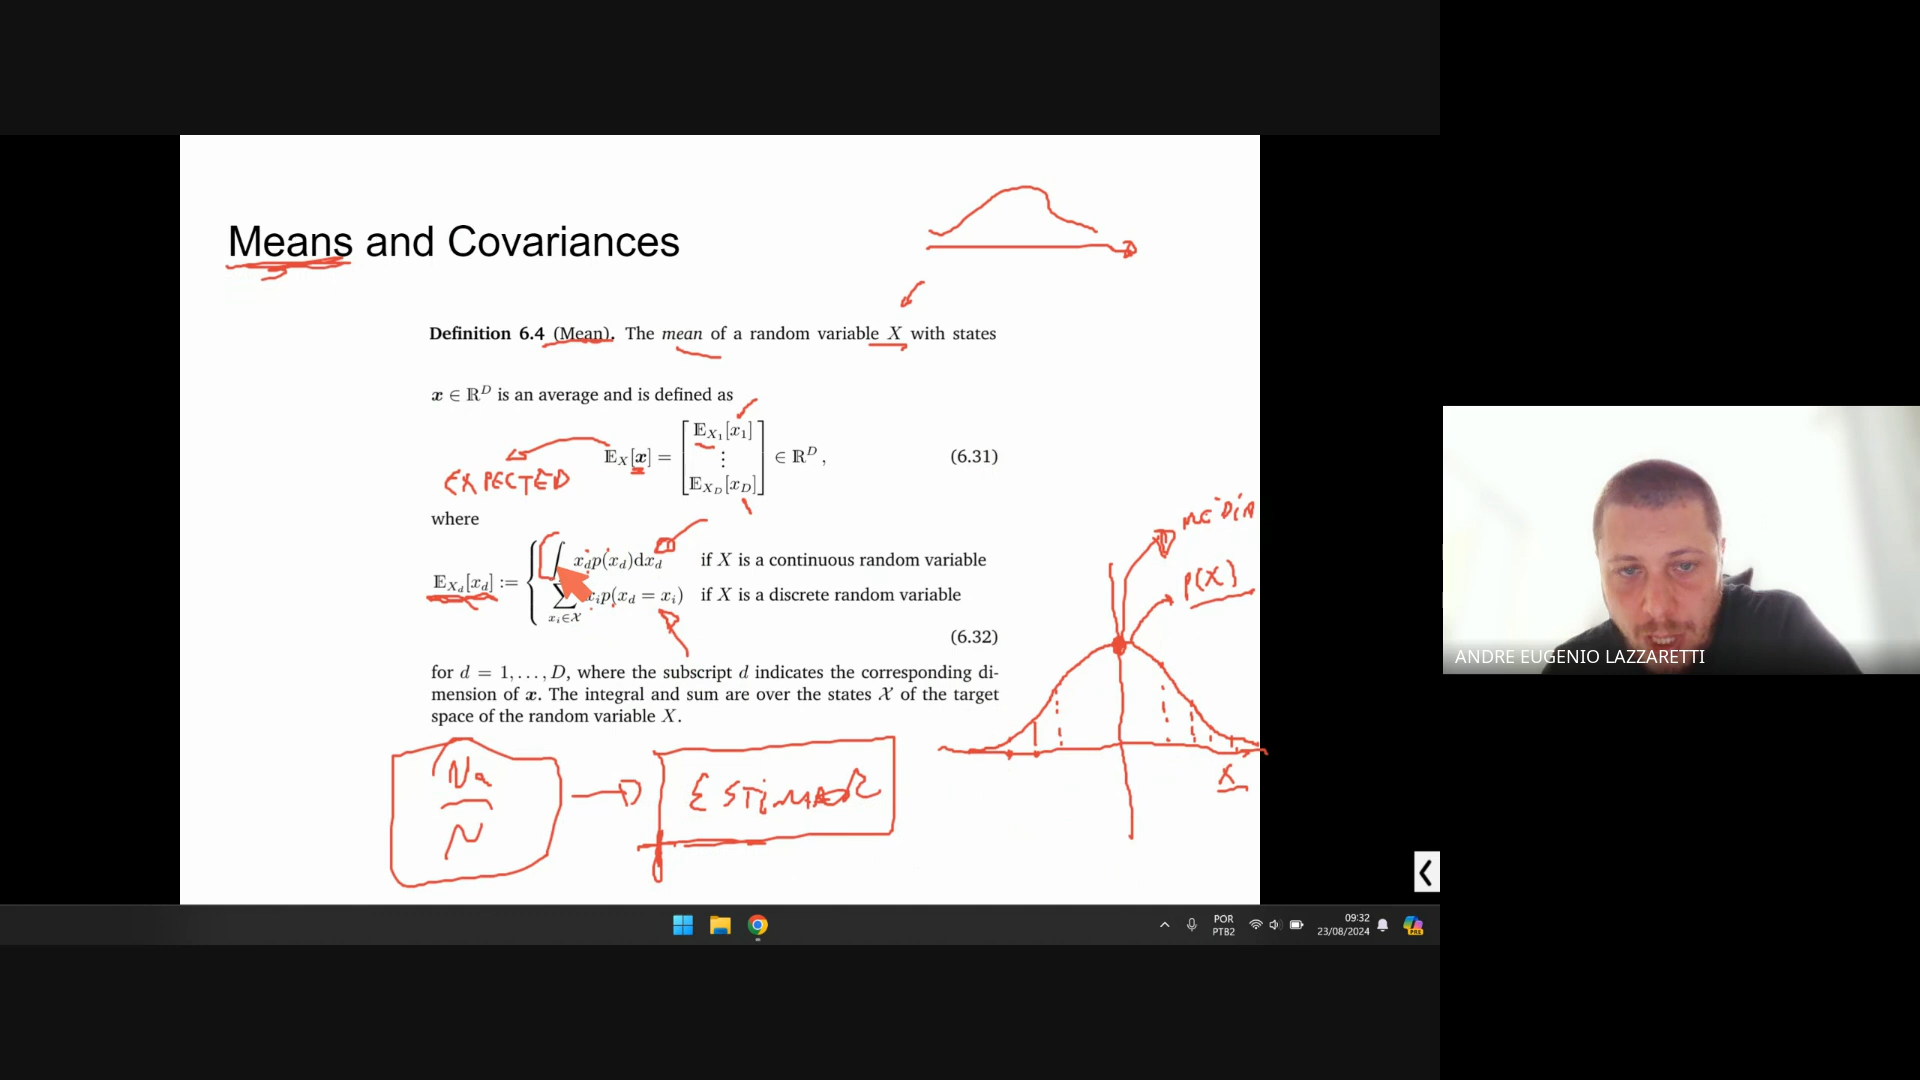 Means and Covariances
Definition 6.4 (Mean). The mean of a random variable X with states
x ∈ ℝ^D is an average and is defined as
𝔼_X[x] = [𝔼_{X_1}[x_1] ⋮ 𝔼_{X_D}[x_D]] ∈ ℝ^D , (6.31)
EXPECTED
where
𝔼_{X_d}[x_d] := { ∫ x_d p(x_d)dx_d if X is a continuous random variable
∑_{x_i∈𝒳} x_i p(x_d = x_i) if X is a discrete random variable
(6.32)
for d = 1, . . . , D, where the subscript d indicates the corresponding di-
mension of x. The integral and sum are over the states 𝒳 of the target
space of the random variable X.
MÉDIA
P(X)
X
Na
N
ESTIMAR
ANDRE EUGENIO LAZZARETTI
POR
PTB2
09:32
23/08/2024
PRE